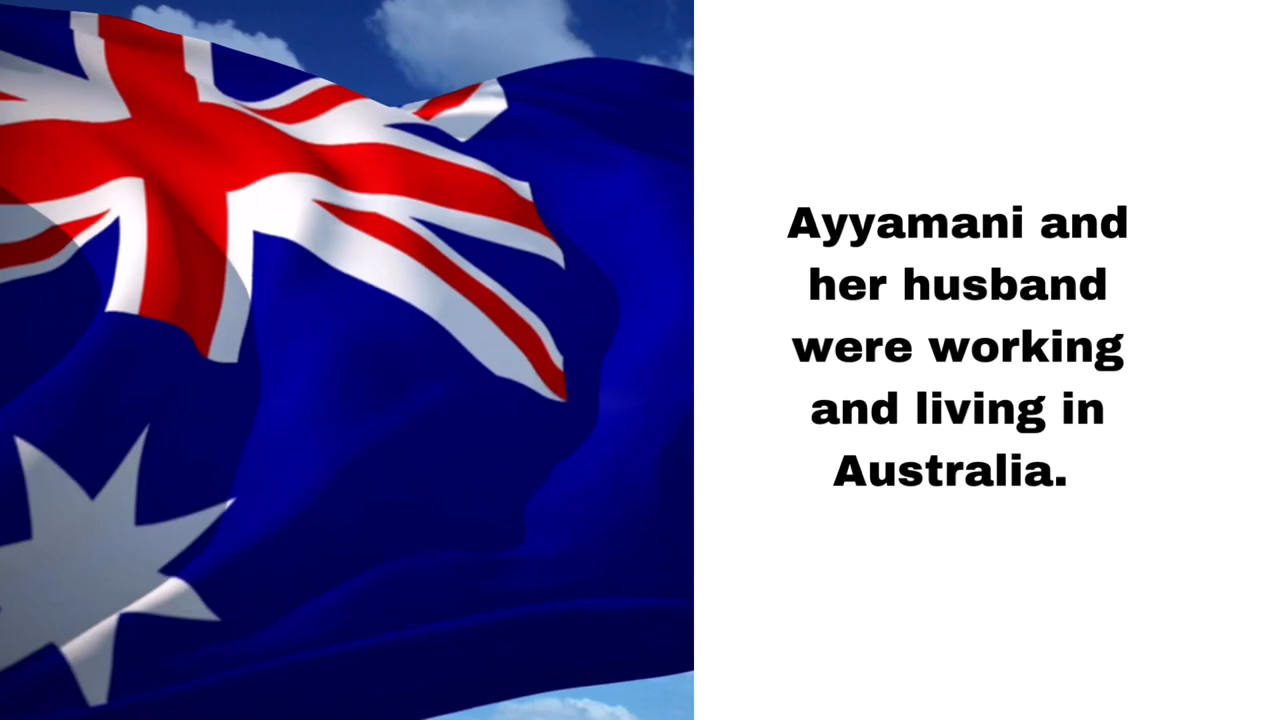 Ayyamani and
her husband
were working
and living in
Australia.